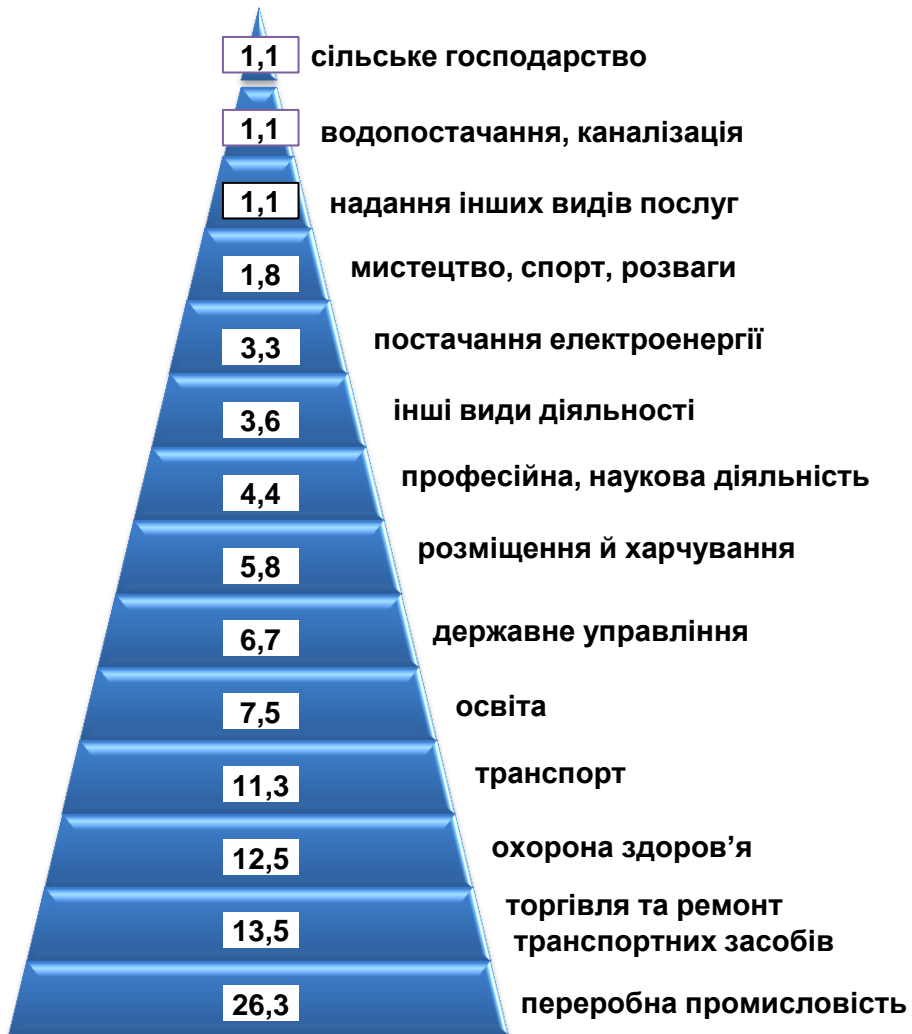 1,1 сільське господарство
1,1 водопостачання, каналізація
1,1 надання інших видів послуг
1,8 мистецтво, спорт, розваги
3,3 постачання електроенергії
3,6 інші види діяльності
4,4 професійна, наукова діяльність
5,8 розміщення й харчування
6,7 державне управління
7,5 освіта
11,3 транспорт
12,5 охорона здоров’я
13,5 торгівля та ремонт
транспортних засобів
26,3 переробна промисловість